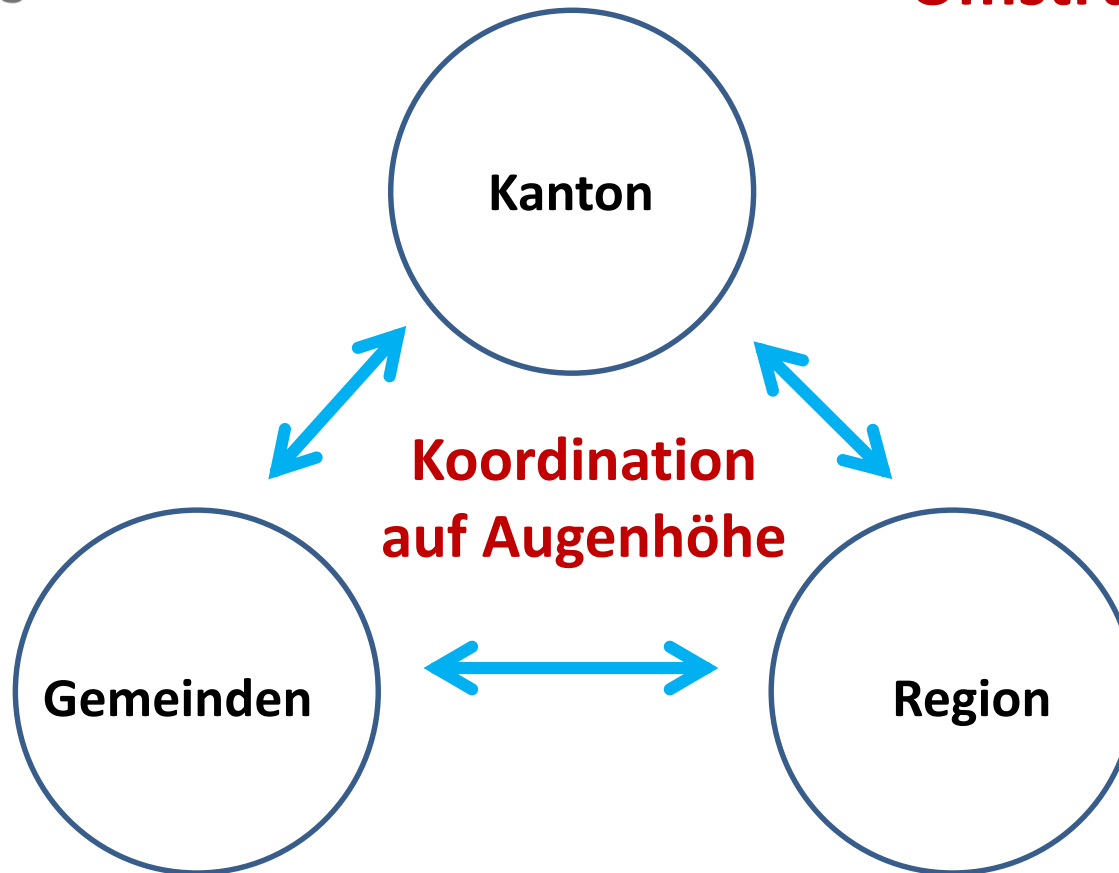 Kanton
Koordination
auf Augenhöhe
Gemeinden
Region